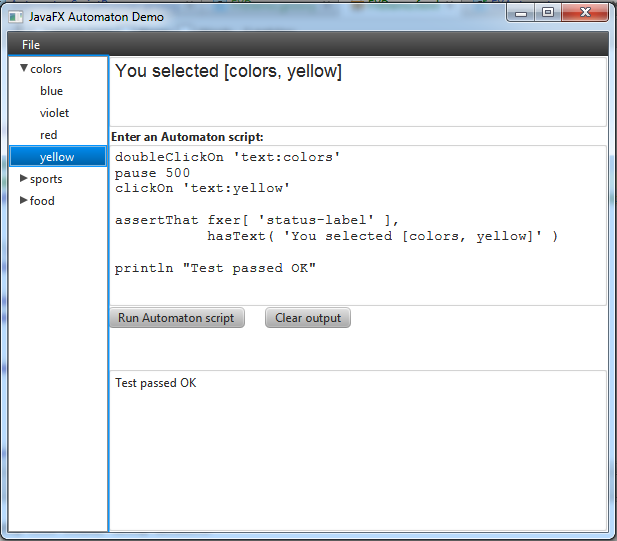 JavaFX Automaton Demo
File
colors
blue
violet
red
yellow
sports
food
You selected [colors, yellow]
Enter an Automaton script:
doubleClickOn 'text:colors'
pause 500
clickOn 'text:yellow'
assertThat fxer[ 'status-label' ],
hasText( 'You selected [colors, yellow]' )
println "Test passed OK"
Run Automaton script
Clear output
Test passed OK